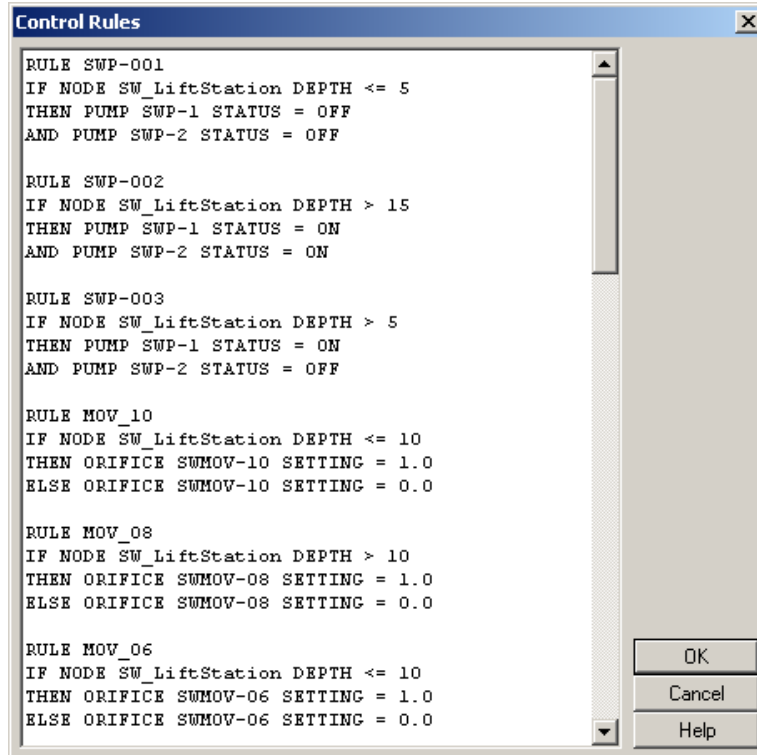 Control Rules
RULE SWP-001
IF NODE SW_LiftStation DEPTH <= 5
THEN PUMP SWP-1 STATUS = OFF
AND PUMP SWP-2 STATUS = OFF
RULE SWP-002
IF NODE SW_LiftStation DEPTH > 15
THEN PUMP SWP-1 STATUS = ON
AND PUMP SWP-2 STATUS = ON
RULE SWP-003
IF NODE SW_LiftStation DEPTH > 5
THEN PUMP SWP-1 STATUS = ON
AND PUMP SWP-2 STATUS = OFF
RULE MOV_10
IF NODE SW_LiftStation DEPTH <= 10
THEN ORIFICE SWMOV-10 SETTING = 1.0
ELSE ORIFICE SWMOV-10 SETTING = 0.0
RULE MOV_08
IF NODE SW_LiftStation DEPTH > 10
THEN ORIFICE SWMOV-08 SETTING = 1.0
ELSE ORIFICE SWMOV-08 SETTING = 0.0
RULE MOV_06
IF NODE SW_LiftStation DEPTH <= 10
THEN ORIFICE SWMOV-06 SETTING = 1.0
ELSE ORIFICE SWMOV-06 SETTING = 0.0
OK
Cancel
Help